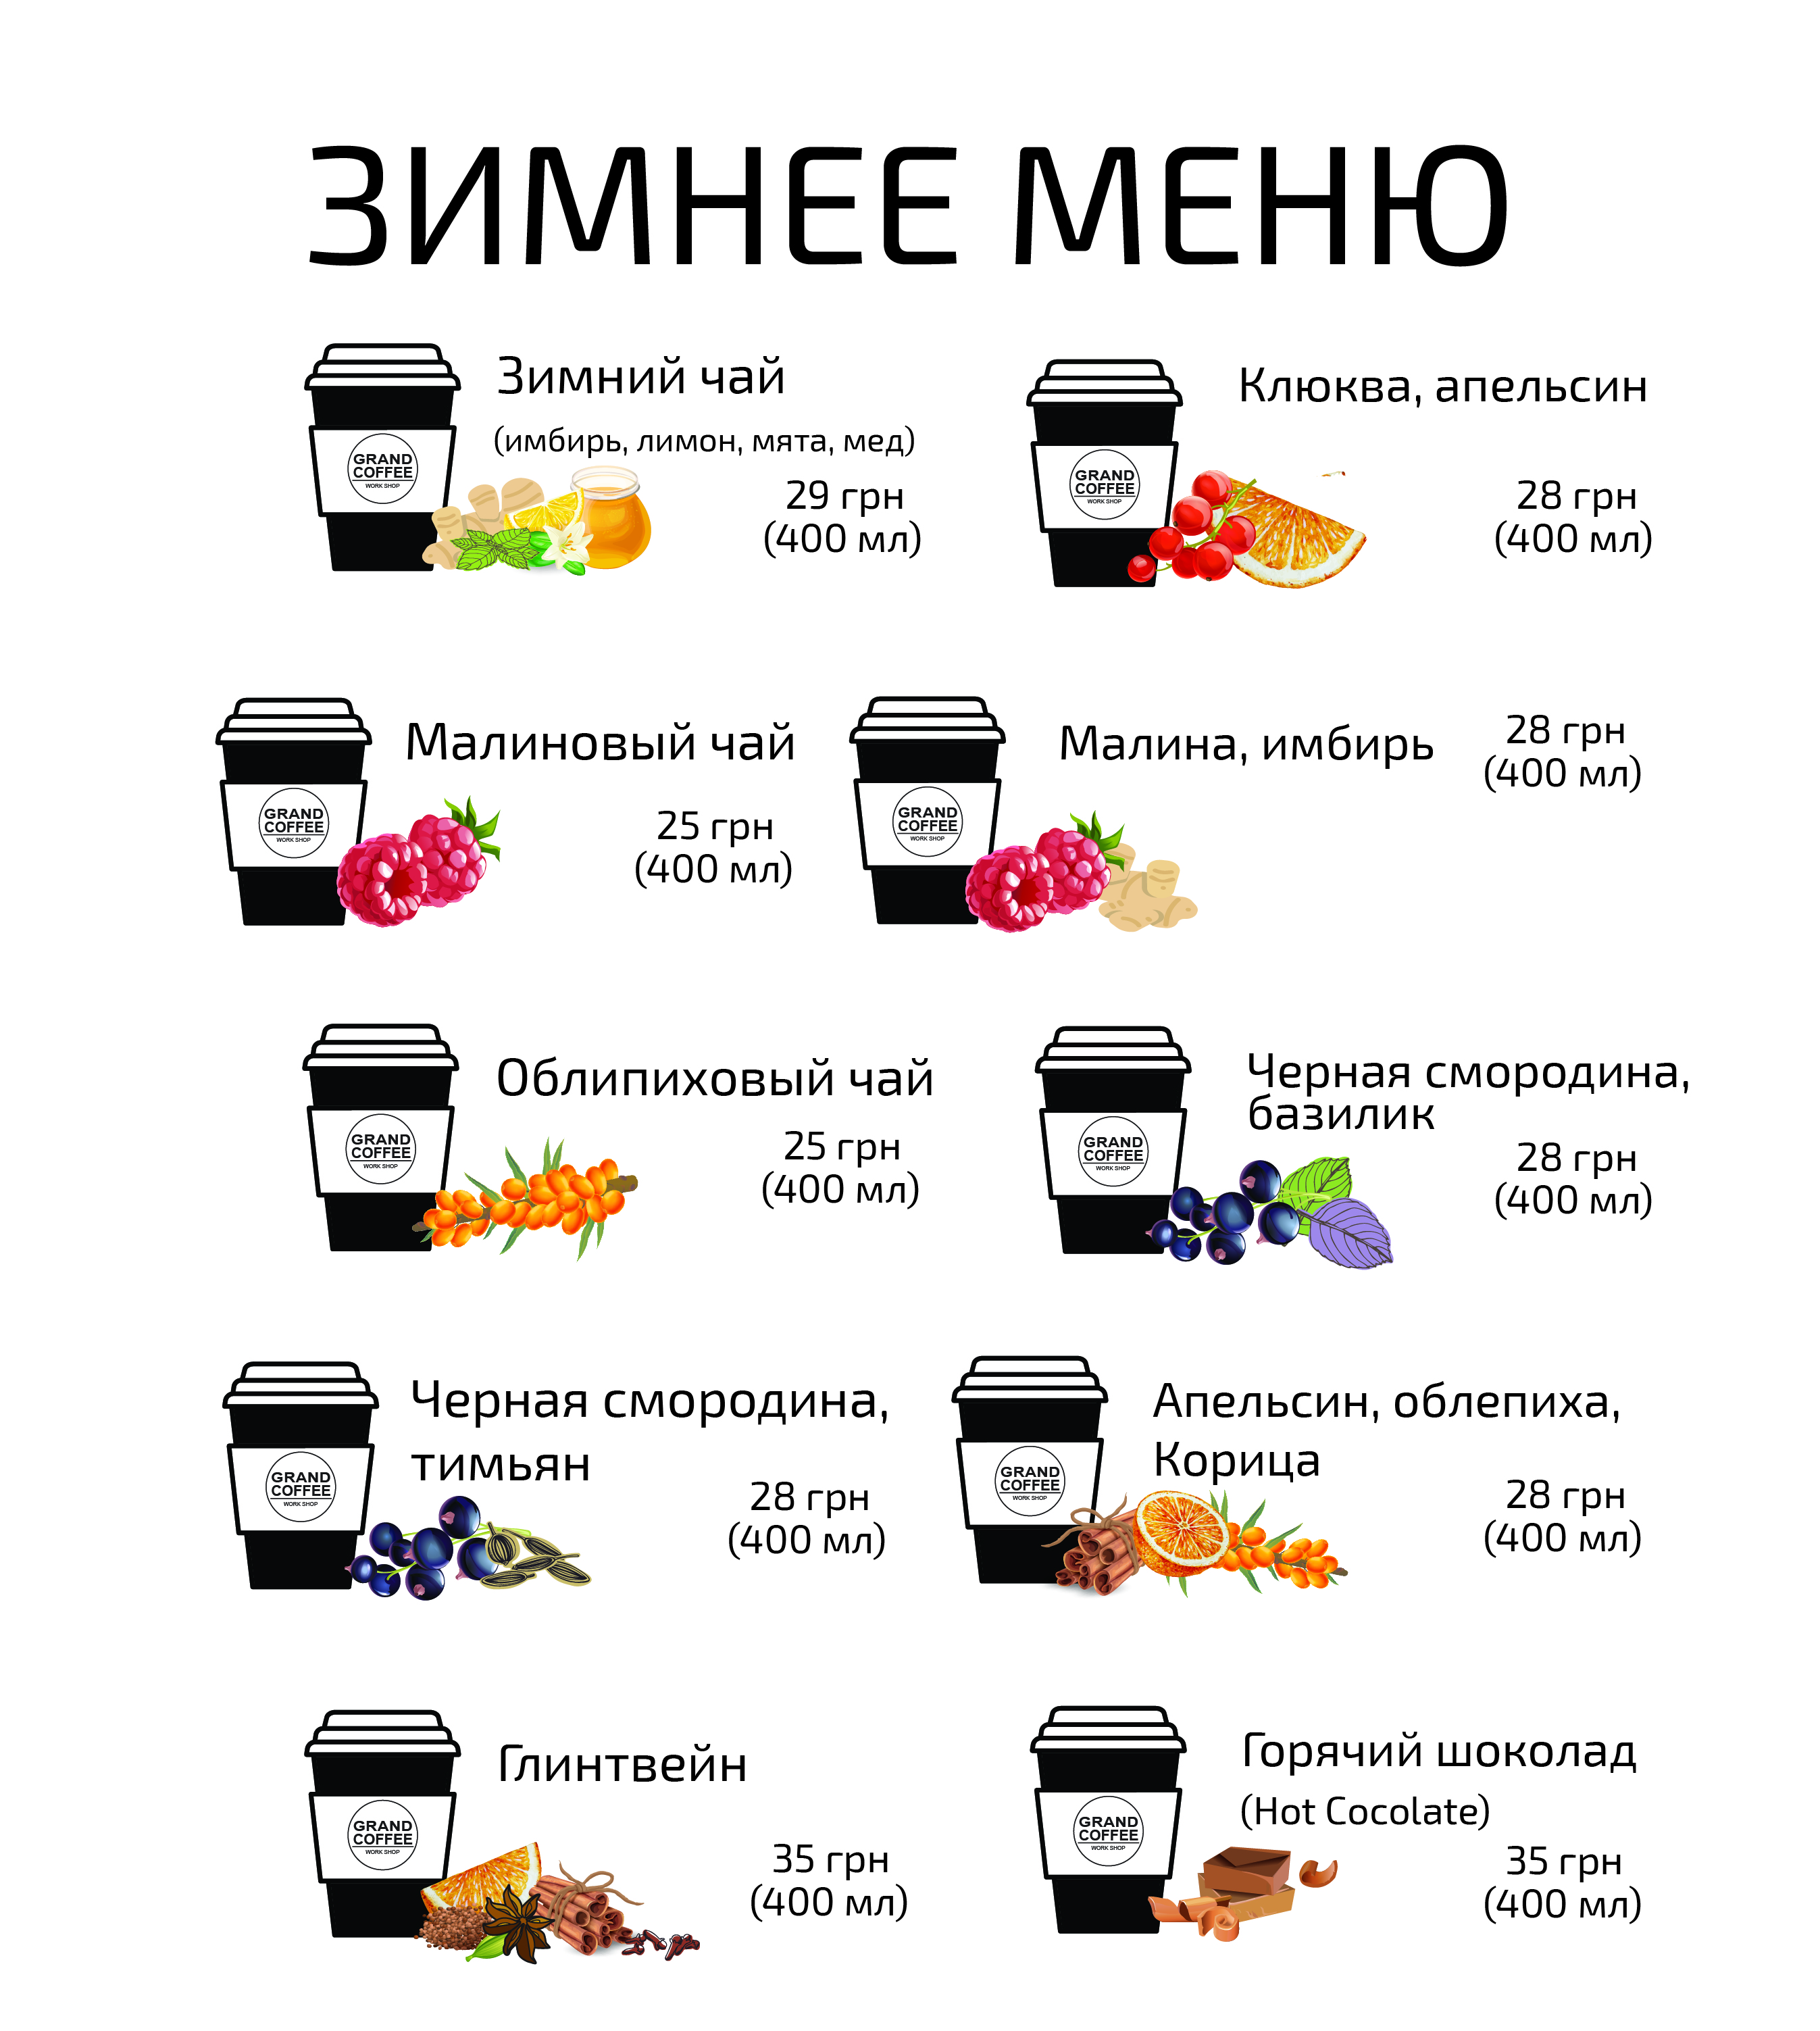 ЗИМНЕЕ МЕНЮ
GRAND
COFFEE
WORK SHOP
Зимний чай
(имбирь, лимон, мята, мед)
29 грн
(400 мл)
GRAND
COFFEE
WORK SHOP
Клюква, апельсин
28 грн
(400 мл)
GRAND
COFFEE
WORK SHOP
Малиновый чай
25 грн
(400 мл)
GRAND
COFFEE
WORK SHOP
Малина, имбирь
28 грн
(400 мл)
GRAND
COFFEE
WORK SHOP
Облипиховый чай
25 грн
(400 мл)
GRAND
COFFEE
WORK SHOP
Черная смородина,
базилик
28 грн
(400 мл)
GRAND
COFFEE
WORK SHOP
Черная смородина,
тимьян
28 грн
(400 мл)
GRAND
COFFEE
WORK SHOP
Апельсин, облепиха,
Корица
28 грн
(400 мл)
GRAND
COFFEE
WORK SHOP
Глинтвейн
35 грн
(400 мл)
GRAND
COFFEE
WORK SHOP
Горячий шоколад
(Hot Cocolate)
35 грн
(400 мл)